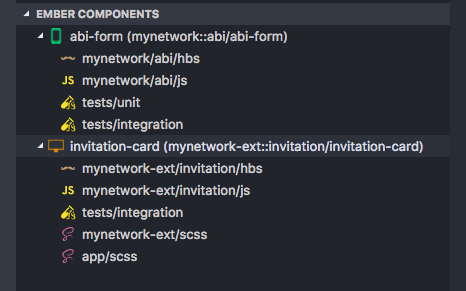 EMBER COMPONENTS
abi-form (mynetwork::abi/abi-form)
mynetwork/abi/hbs
JS mynetwork/abi/js
tests/unit
tests/integration
invitation-card (mynetwork-ext::invitation/invitation-card)
mynetwork-ext/invitation/hbs
JS mynetwork-ext/invitation/js
tests/integration
mynetwork-ext/scss
app/scss